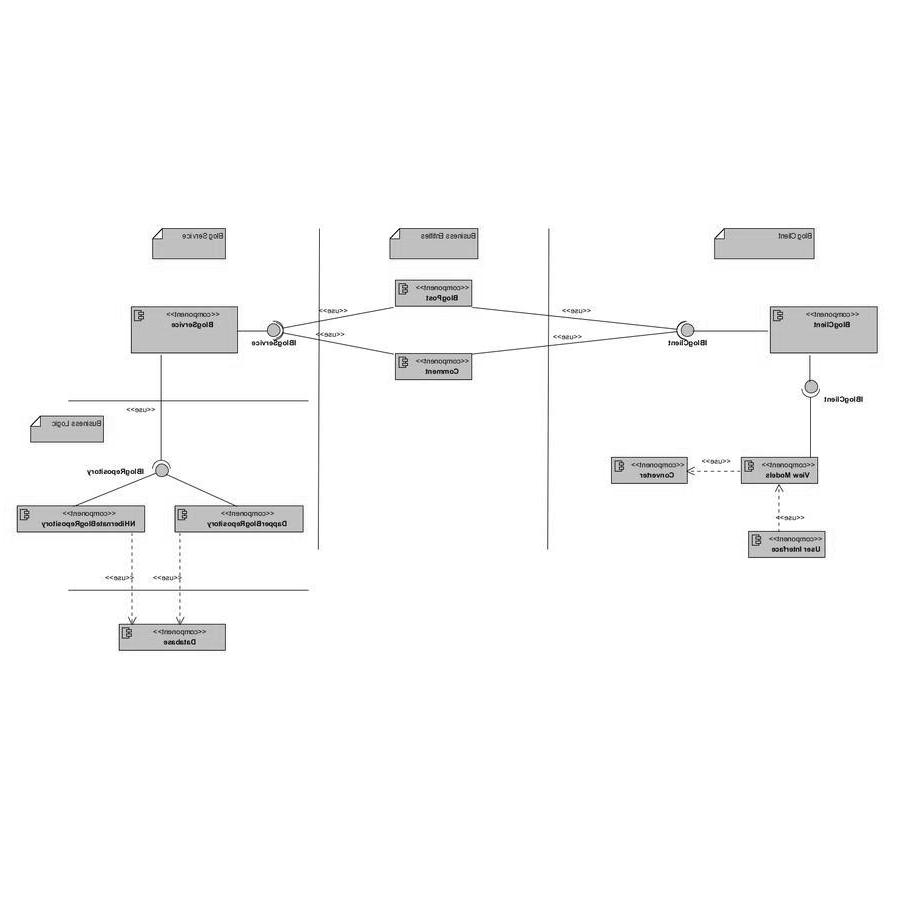 Blog Client
Business Entities
Blog Service
<<component>>
BlogPost
<<component>>
BlogClient
<<use>>
<<use>>
<<component>>
BlogService
IBlogClient
<<use>>
<<use>>
IBlogService
<<component>>
Comment
IBlogClient
<<use>>
Business Logic
<<component>>
View Models
<<use>>
<<component>>
Converter
IBlogRepository
<<component>>
DapperBlogRepository
<<component>>
NHibernateBlogRepository
<<use>>
<<component>>
User Interface
<<use>>
<<use>>
<<component>>
Database